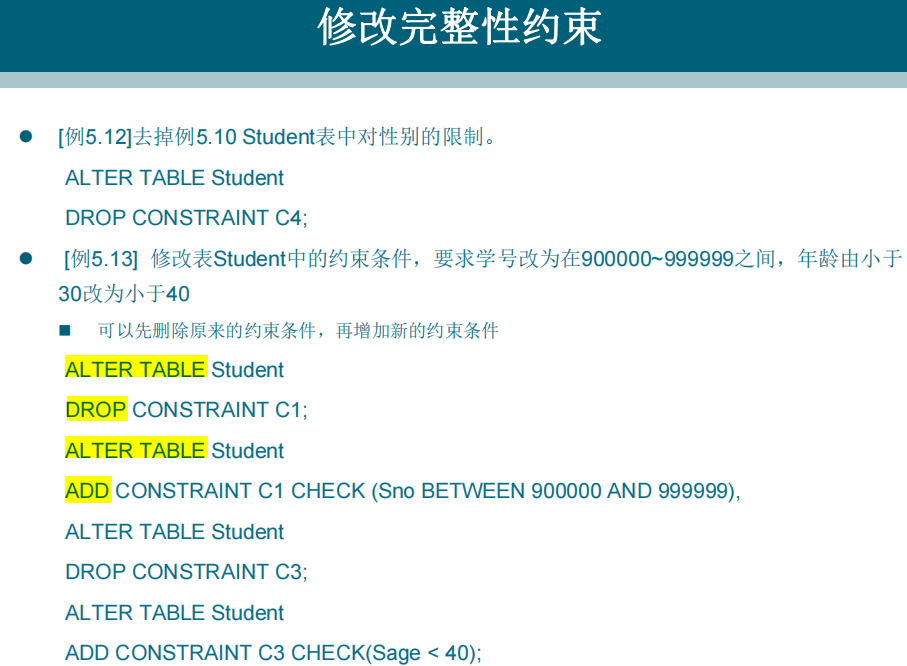 修改完整性约束
[例5.12]去掉例5.10 Student表中对性别的限制。
ALTER TABLE Student
DROP CONSTRAINT C4;
[例5.13] 修改表Student中的约束条件，要求学号改为在900000~999999之间，年龄由小于
30改为小于40
可以先删除原来的约束条件，再增加新的约束条件
ALTER TABLE Student
DROP CONSTRAINT C1;
ALTER TABLE Student
ADD CONSTRAINT C1 CHECK (Sno BETWEEN 900000 AND 999999),
ALTER TABLE Student
DROP CONSTRAINT C3;
ALTER TABLE Student
ADD CONSTRAINT C3 CHECK(Sage < 40);